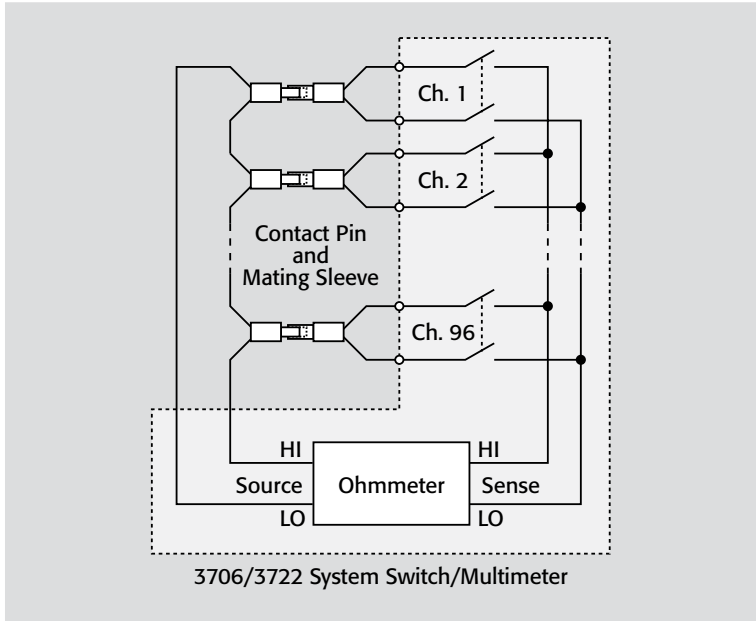 Ch. 1
Ch. 2
Contact Pin
and
Mating Sleeve
Ch. 96
HI
HI
Source
Ohmmeter
Sense
LO
LO
3706/3722 System Switch/Multimeter